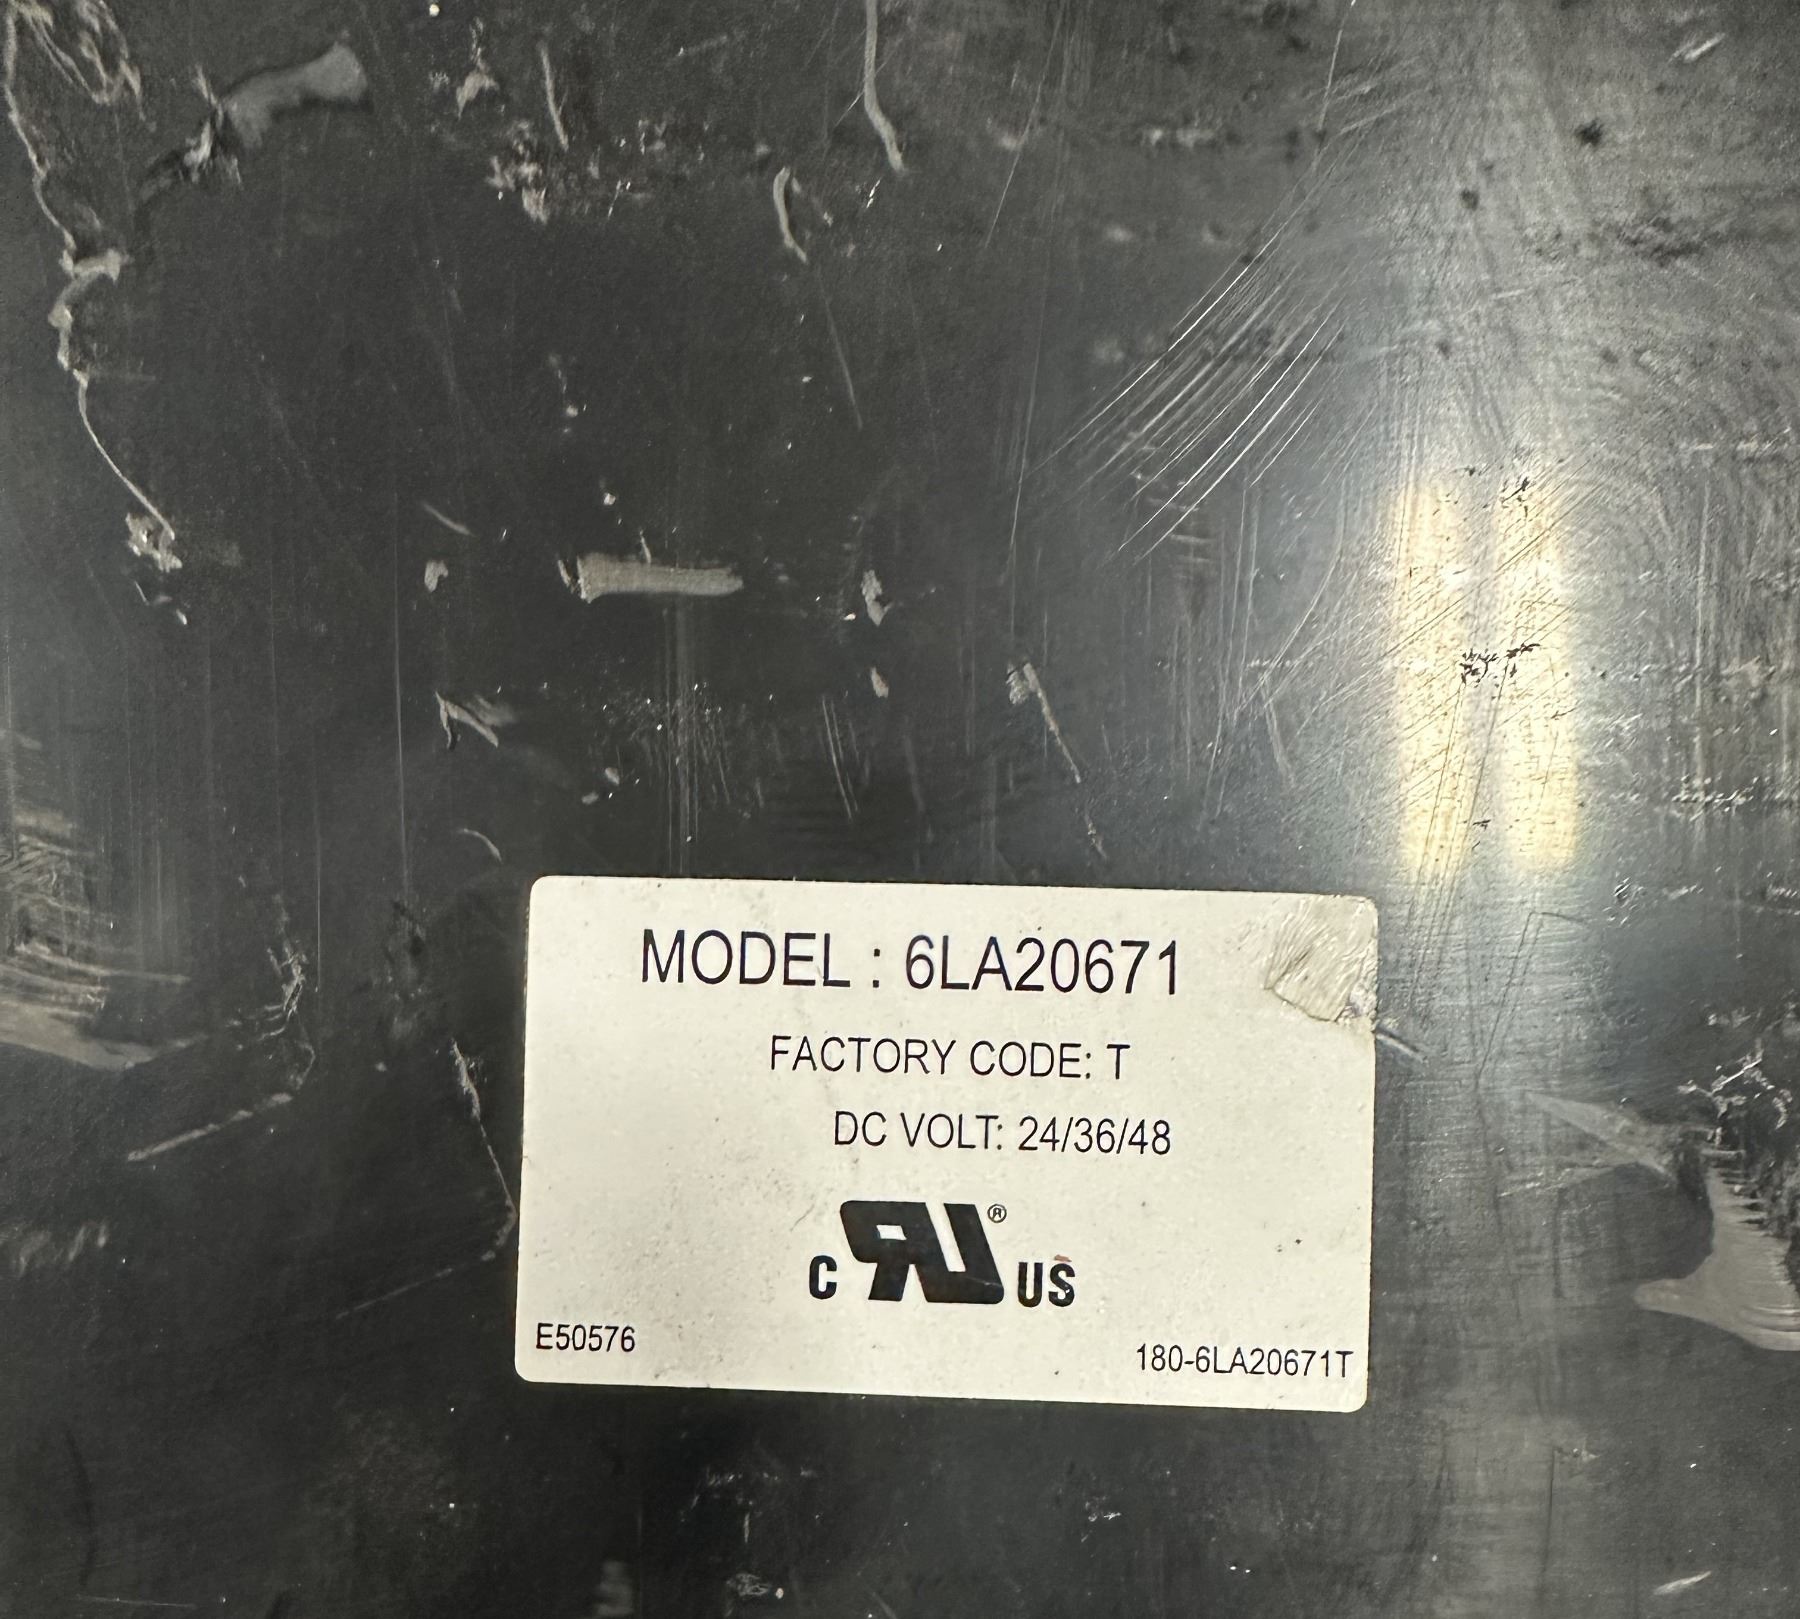 MODEL : 6LA20671
FACTORY CODE: T
DC VOLT: 24/36/48
C RU ® US
E50576
180-6LA20671T